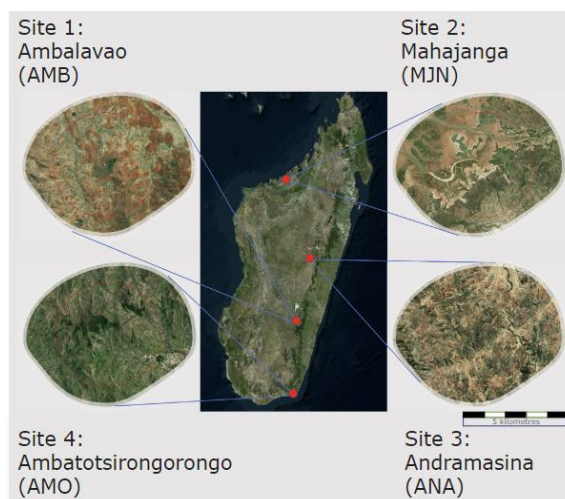 Site 1:
Ambalavao
(AMB)
Site 2:
Mahajanga
(MJN)
Site 4:
Ambatotsirongorongo
(AMO)
5 kilometres
Site 3:
Andramasina
(ANA)